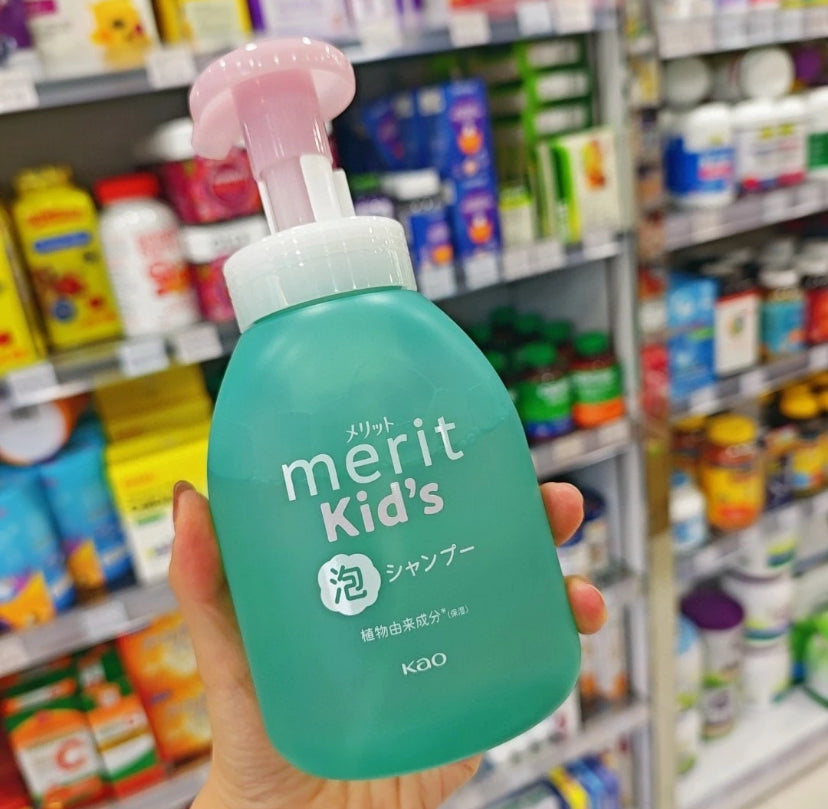 メリット
merit
Kid's
泡 シャンプー
植物由来成分*(保湿)
Kao
C